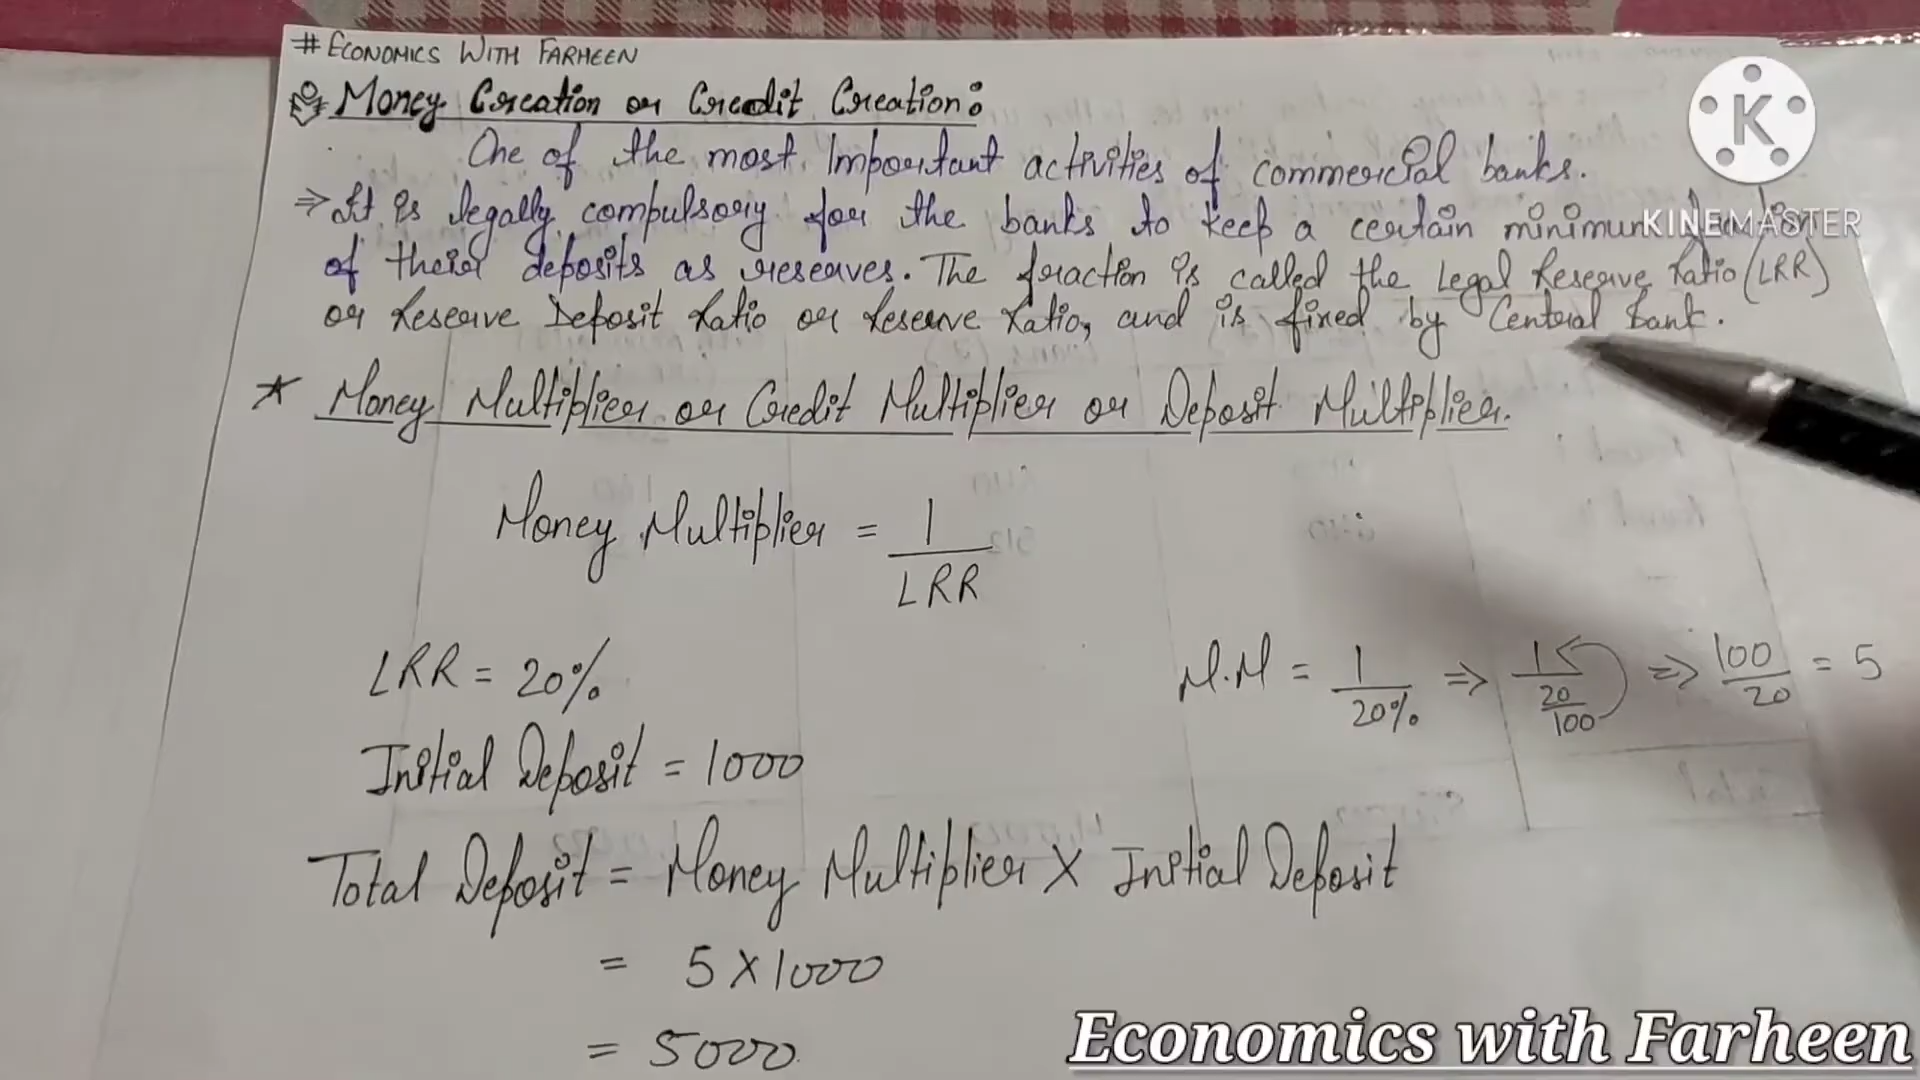 # ECONOMICS WITH FARHEEN
Money Creation or Credit Creation:
One of the most Important activities of commercial banks.
⇒ It is legally compulsory for the banks to keep a certain minimum
of their deposits as reserves. The fraction is called the Legal Reserve Ratio (LRR)
or Reserve Deposit Ratio or Reserve Ratio, and is fixed by Central Bank.
* Money Multiplier or Credit Multiplier or Deposit Multiplier.
Money Multiplier = 1/LRR
LRR = 20%
M.M = 1/20% ⇒ 1/(20/100) ⇒ 100/20 = 5
Initial Deposit = 1000
Total Deposit = Money Multiplier X Initial Deposit
= 5 X 1000
= 5000
K
KINEMASTER
Economics with Farheen